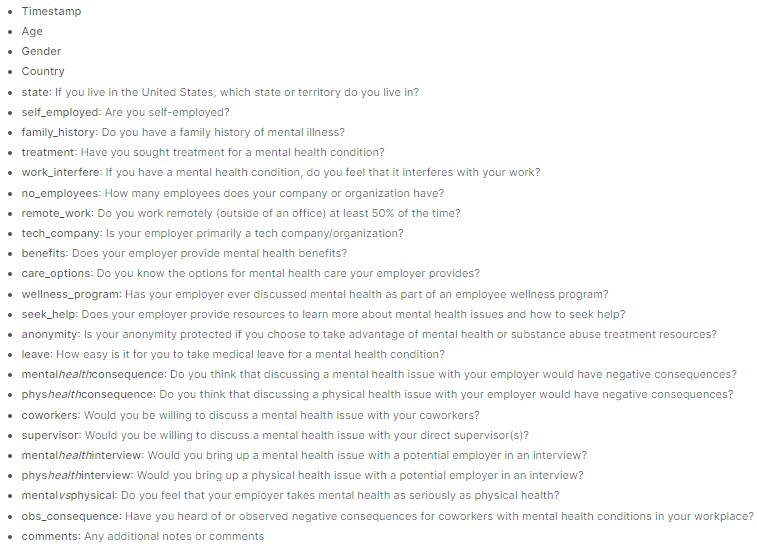 Timestamp
Age
Gender
Country
state: If you live in the United States, which state or territory do you live in?
self_employed: Are you self-employed?
family_history: Do you have a family history of mental illness?
treatment: Have you sought treatment for a mental health condition?
work_interfere: If you have a mental health condition, do you feel that it interferes with your work?
no_employees: How many employees does your company or organization have?
remote_work: Do you work remotely (outside of an office) at least 50% of the time?
tech_company: Is your employer primarily a tech company/organization?
benefits: Does your employer provide mental health benefits?
care_options: Do you know the options for mental health care your employer provides?
wellness_program: Has your employer ever discussed mental health as part of an employee wellness program?
seek_help: Does your employer provide resources to learn more about mental health issues and how to seek help?
anonymity: Is your anonymity protected if you choose to take advantage of mental health or substance abuse treatment resources?
leave: How easy is it for you to take medical leave for a mental health condition?
mentalhealthconsequence: Do you think that discussing a mental health issue with your employer would have negative consequences?
physhealthconsequence: Do you think that discussing a physical health issue with your employer would have negative consequences?
coworkers: Would you be willing to discuss a mental health issue with your coworkers?
supervisor: Would you be willing to discuss a mental health issue with your direct supervisor(s)?
mentalhealthinterview: Would you bring up a mental health issue with a potential employer in an interview?
physhealthinterview: Would you bring up a physical health issue with a potential employer in an interview?
mentalvsphysical: Do you feel that your employer takes mental health as seriously as physical health?
obs_consequence: Have you heard of or observed negative consequences for coworkers with mental health conditions in your workplace?
comments: Any additional notes or comments